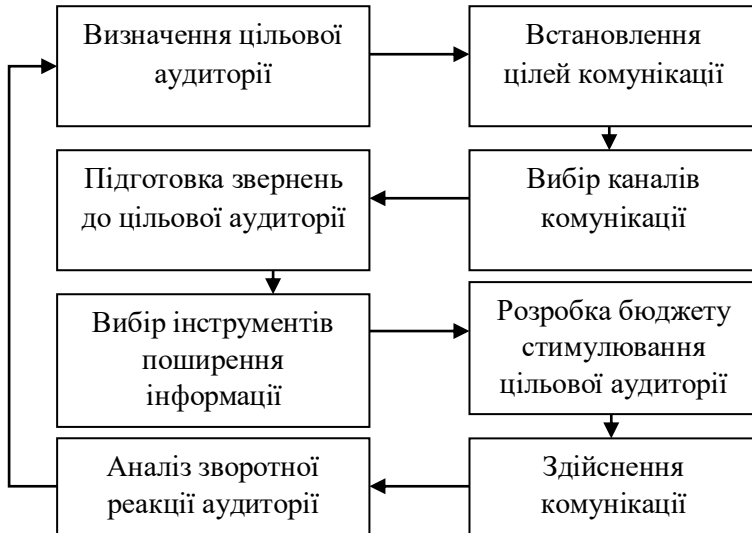 Визначення цільової
аудиторії
Встановлення
цілей комунікації
Підготовка звернень
до цільової аудиторії
Вибір каналів
комунікації
Вибір інструментів
поширення
інформації
Розробка бюджету
стимулювання
цільової аудиторії
Аналіз зворотної
реакції аудиторії
Здійснення
комунікації